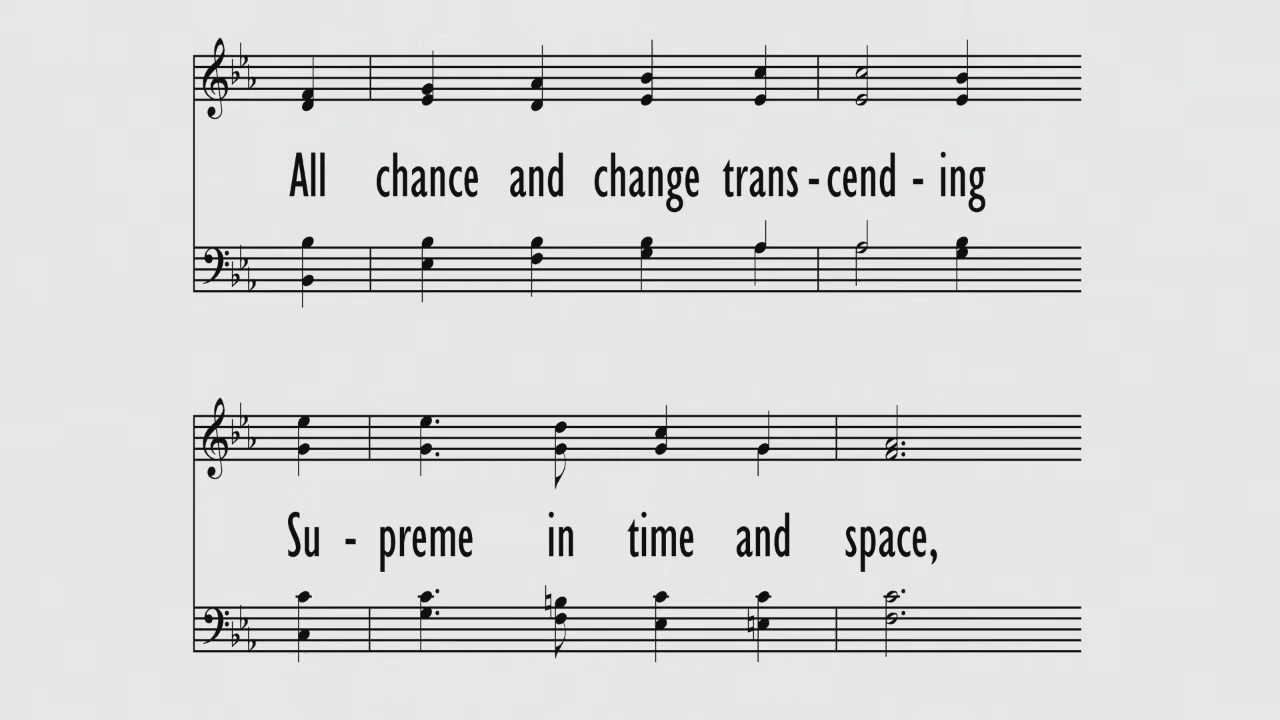 All chance and change trans - cend - ing
Su - preme in time and space,